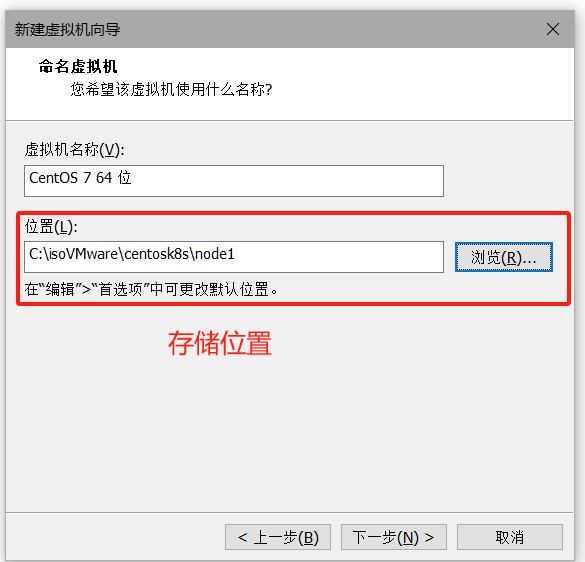 新建虚拟机向导
命名虚拟机
您希望该虚拟机使用什么名称?
虚拟机名称(V):
CentOS 7 64 位
位置(L):
C:\isoVMware\centosk8s\node1
浏览(R)...
在“编辑”>“首选项”中可更改默认位置。
存储位置
< 上一步(B)
下一步(N) >
取消